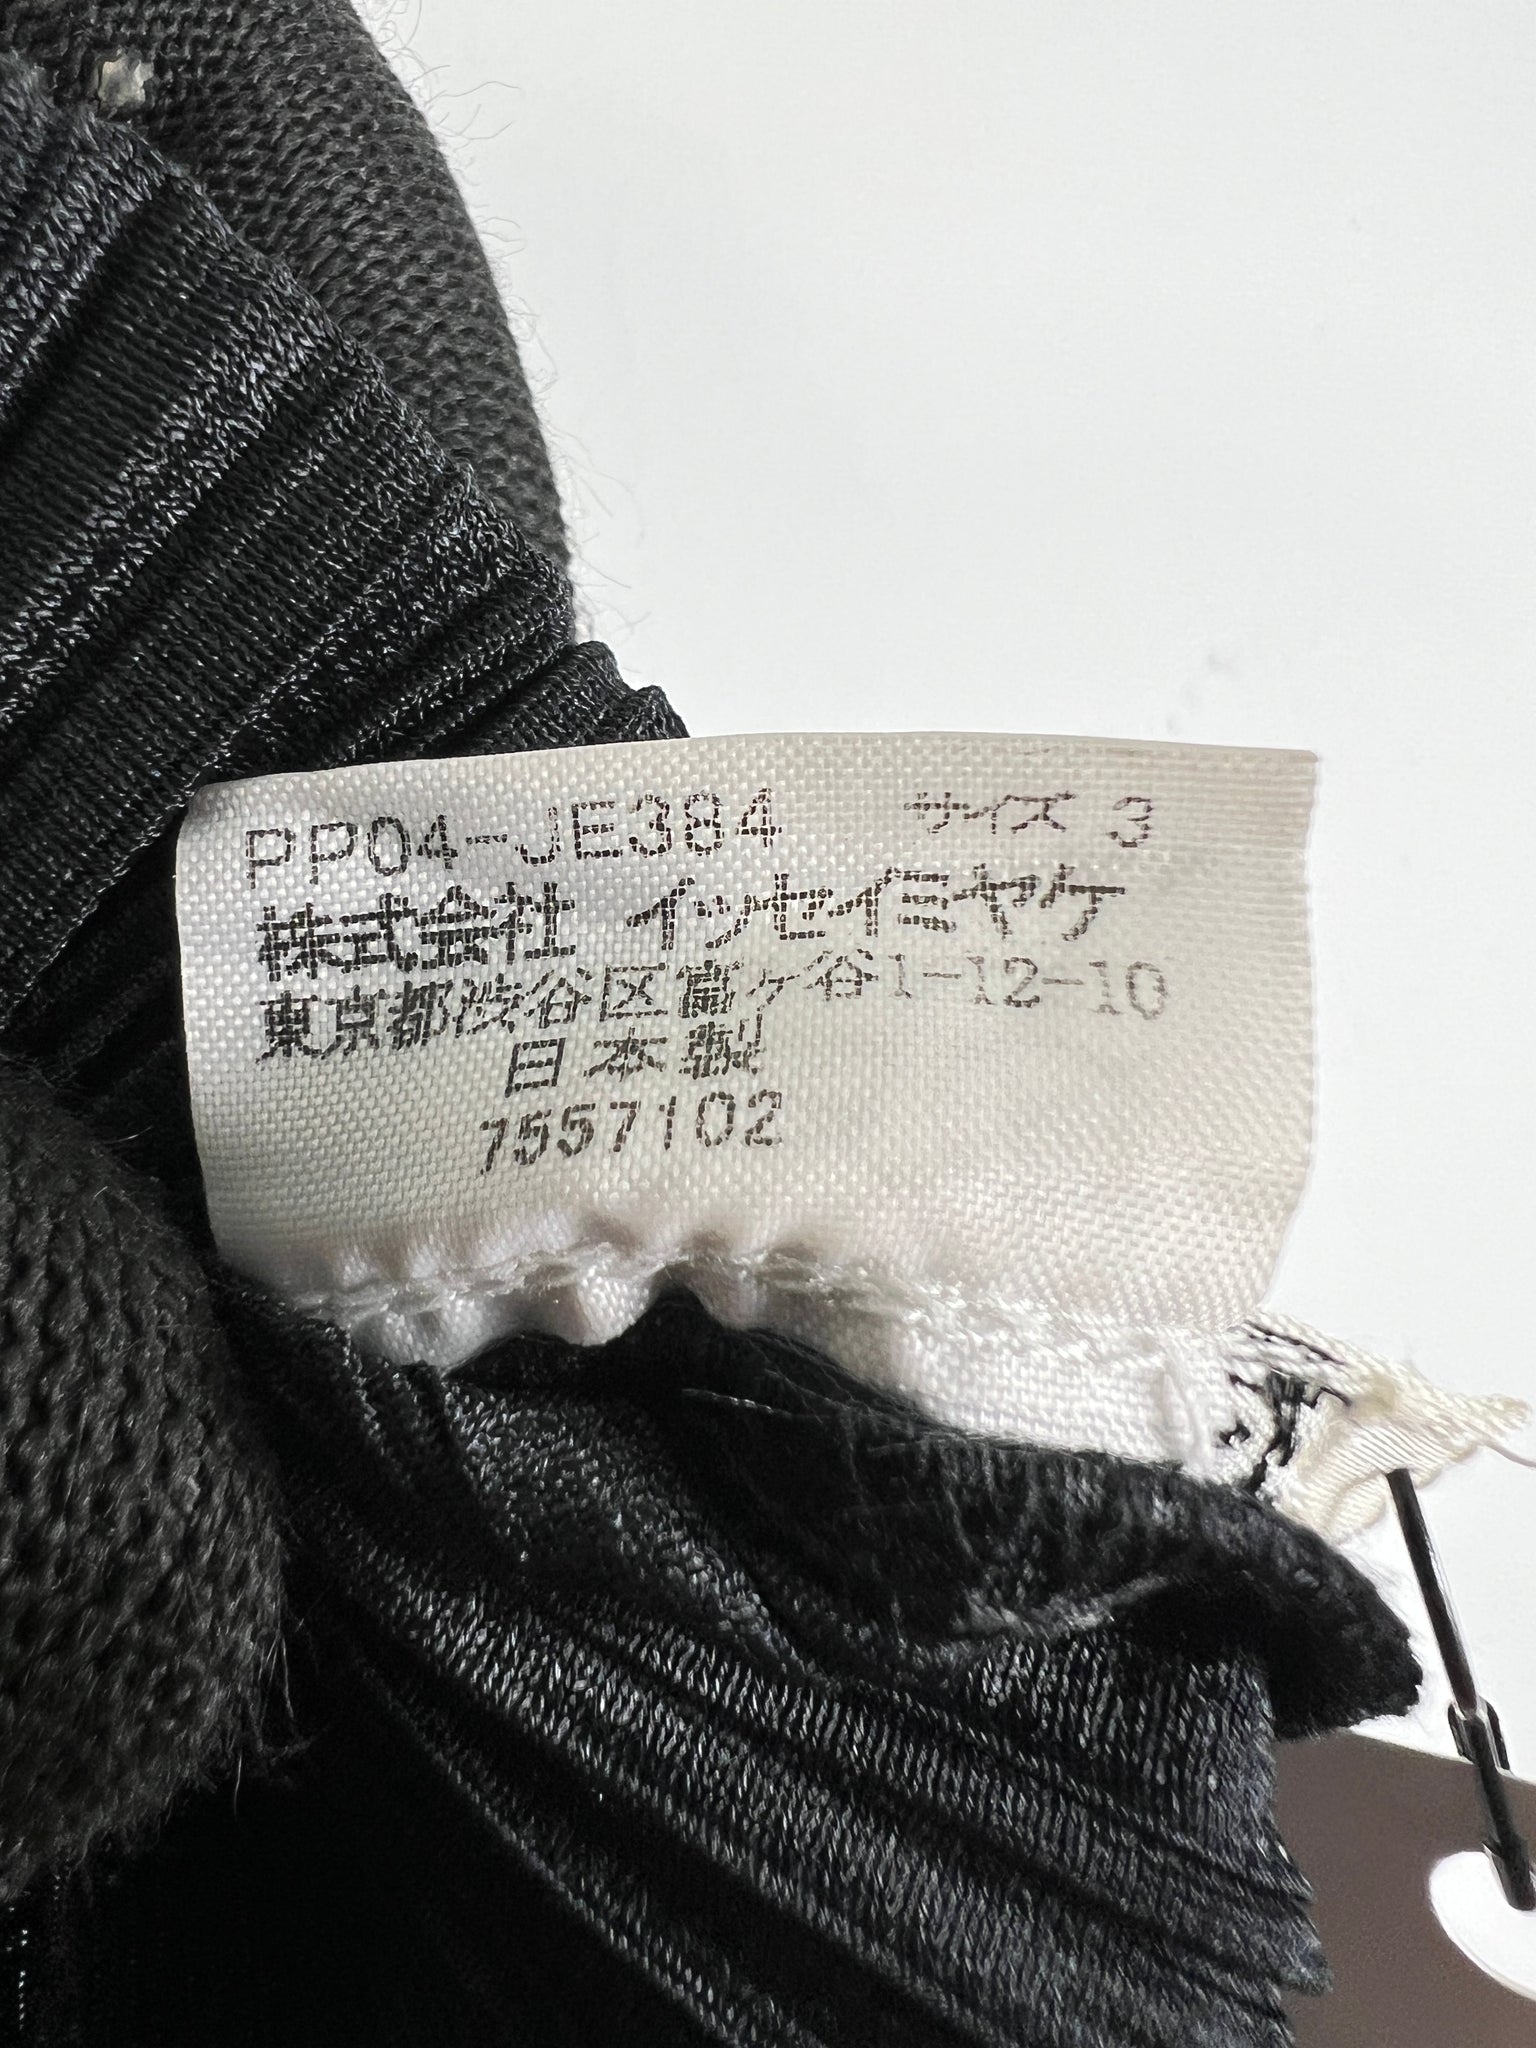 PP04-JE384 サイズ 3
株式会社 イッセイミヤケ
東京都渋谷区富ヶ谷1-12-10
日本製
7557102